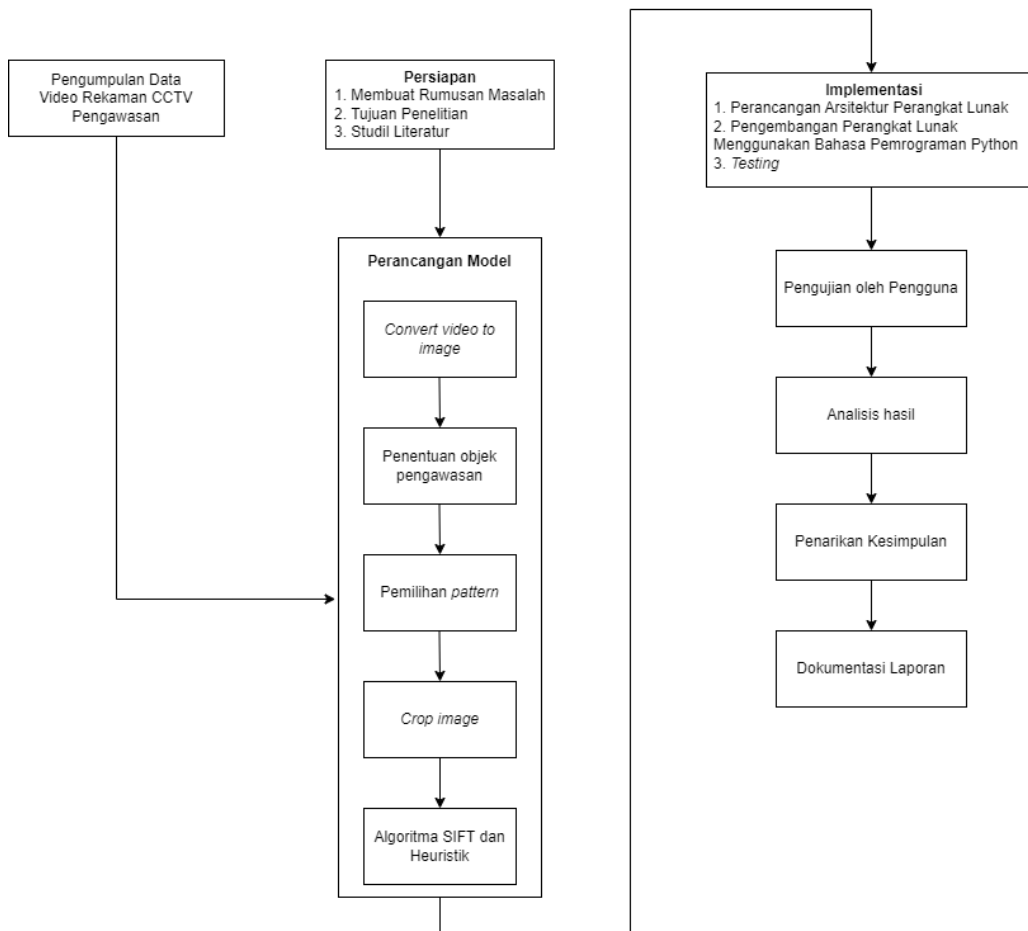 Pengumpulan Data
Video Rekaman CCTV
Pengawasan
Persiapan
1. Membuat Rumusan Masalah
2. Tujuan Penelitian
3. Studil Literatur
Perancangan Model
Convert video to
image
Penentuan objek
pengawasan
Pemilihan pattern
Crop image
Algoritma SIFT dan
Heuristik
Implementasi
1. Perancangan Arsitektur Perangkat Lunak
2. Pengembangan Perangkat Lunak
Menggunakan Bahasa Pemrograman Python
3. Testing
Pengujian oleh Pengguna
Analisis hasil
Penarikan Kesimpulan
Dokumentasi Laporan